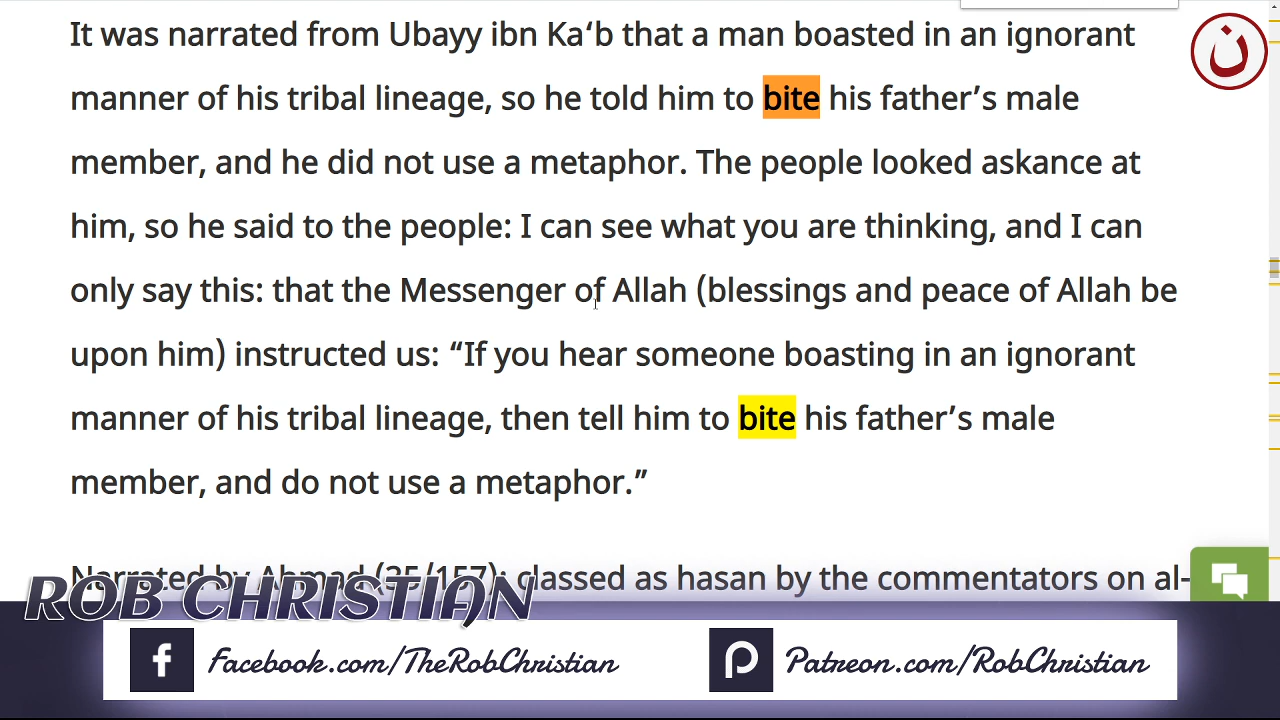 It was narrated from Ubayy ibn Ka‘b that a man boasted in an ignorant
manner of his tribal lineage, so he told him to bite his father’s male
member, and he did not use a metaphor. The people looked askance at
him, so he said to the people: I can see what you are thinking, and I can
only say this: that the Messenger of Allah (blessings and peace of Allah be
upon him) instructed us: “If you hear someone boasting in an ignorant
manner of his tribal lineage, then tell him to bite his father’s male
member, and do not use a metaphor.”
Narrated by Ahmad (35/157); classed as hasan by the commentators on al-
ROB CHRISTIAN
Facebook.com/TheRobChristian
Patreon.com/RobChristian
ن